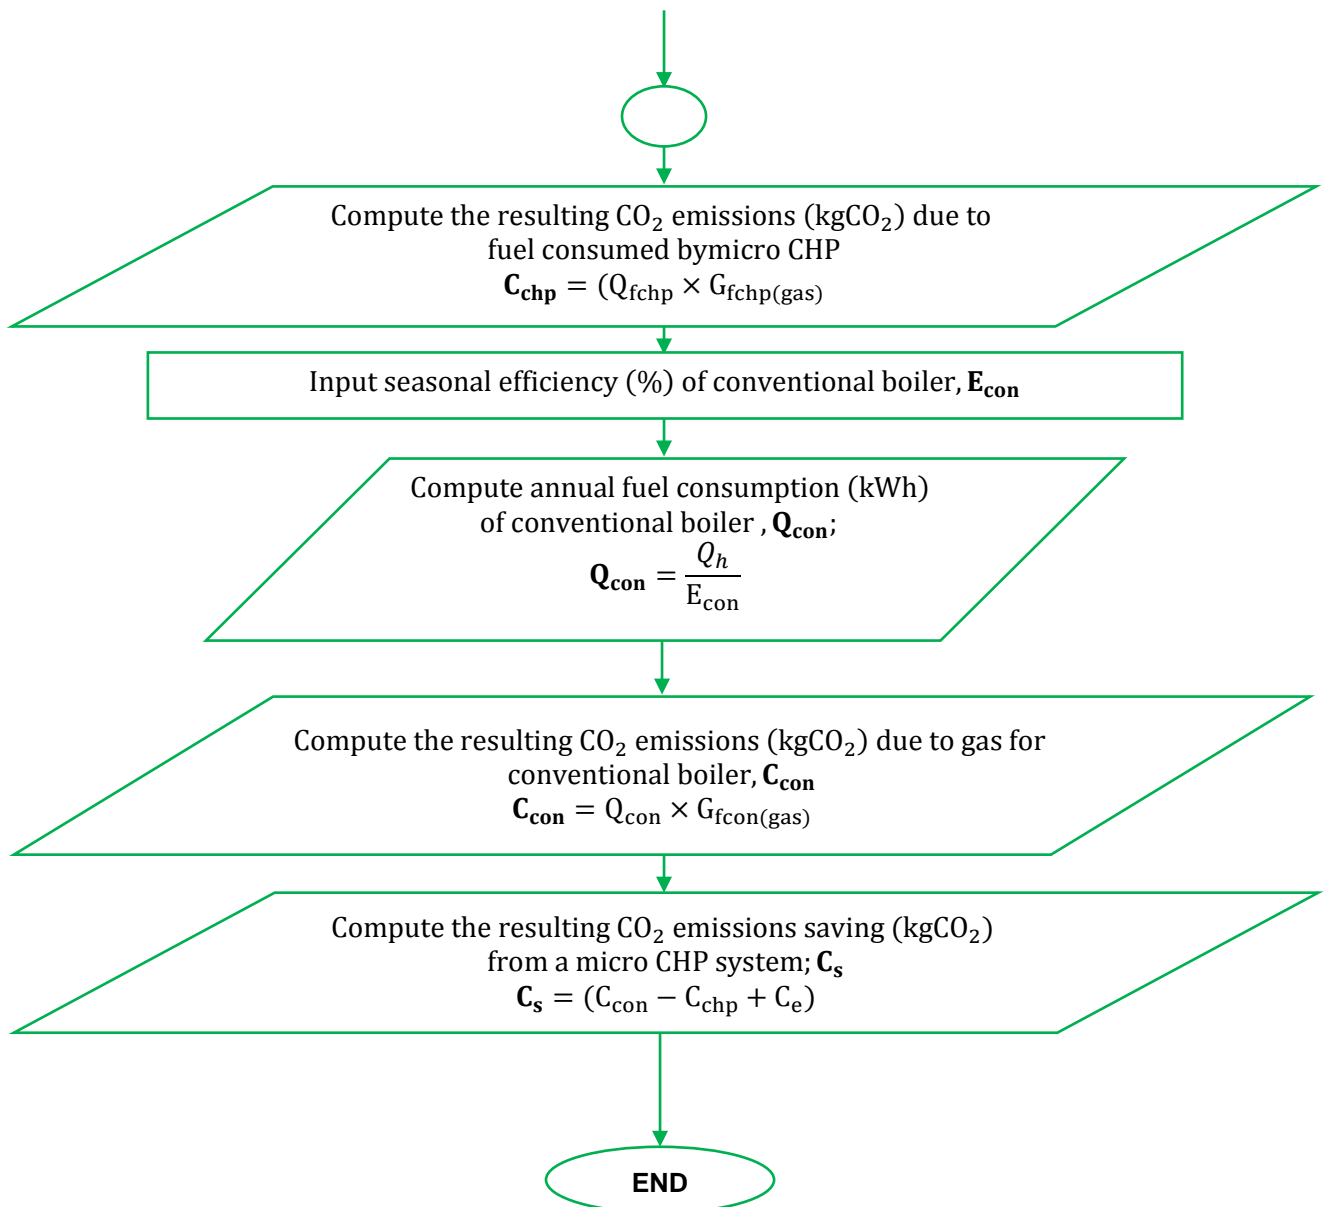 Compute the resulting CO₂ emissions (kgCO₂) due to
fuel consumed bymicro CHP
C_chp = (Q_fchp × G_fchp(gas)
Input seasonal efficiency (%) of conventional boiler, E_con
Compute annual fuel consumption (kWh)
of conventional boiler , Q_con;
Q_con = Q_h / E_con
Compute the resulting CO₂ emissions (kgCO₂) due to gas for
conventional boiler, C_con
C_con = Q_con × G_fcon(gas)
Compute the resulting CO₂ emissions saving (kgCO₂)
from a micro CHP system; C_s
C_s = (C_con − C_chp + C_e)
END